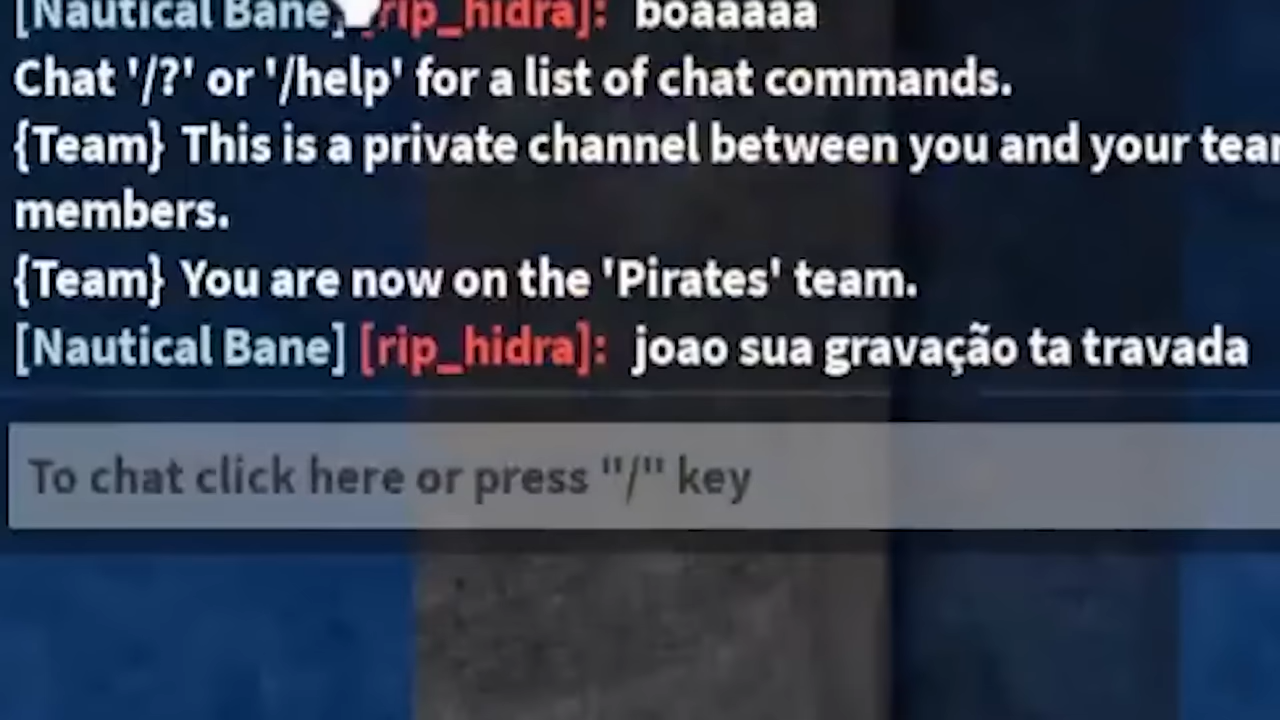 [Nautical Bane] [rip_hidra]: boaaaaa
Chat '/?' or '/help' for a list of chat commands.
{Team} This is a private channel between you and your
members.
{Team} You are now on the 'Pirates' team.
[Nautical Bane] [rip_hidra]: joao sua gravação ta travada
To chat click here or press "/" key